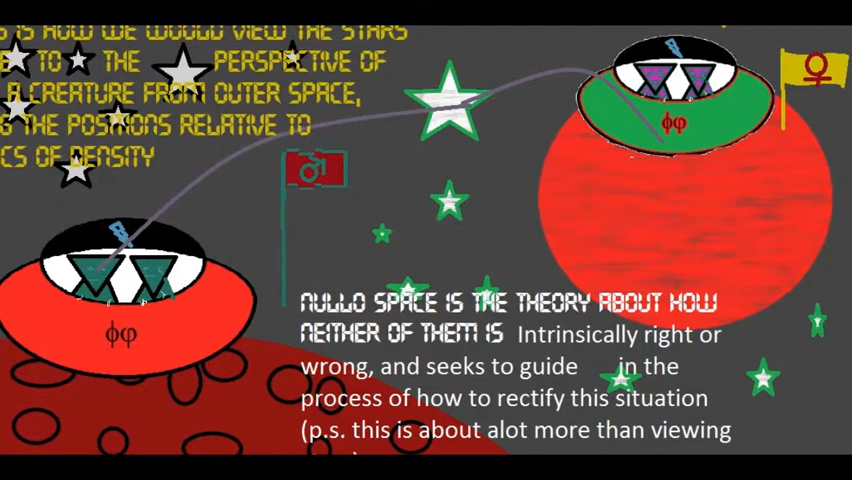 IS HOW WE WOULD VIEW THE STARS
TO THE PERSPECTIVE OF
A CREATURE FROM OUTER SPACE,
THE POSITIONS RELATIVE TO
OF DENSITY
ϕφ
ϕφ
NULLO SPACE IS THE THEORY ABOUT HOW
NEITHER OF THEM IS Intrinsically right or
wrong, and seeks to guide in the
process of how to rectify this situation
(p.s. this is about alot more than viewing